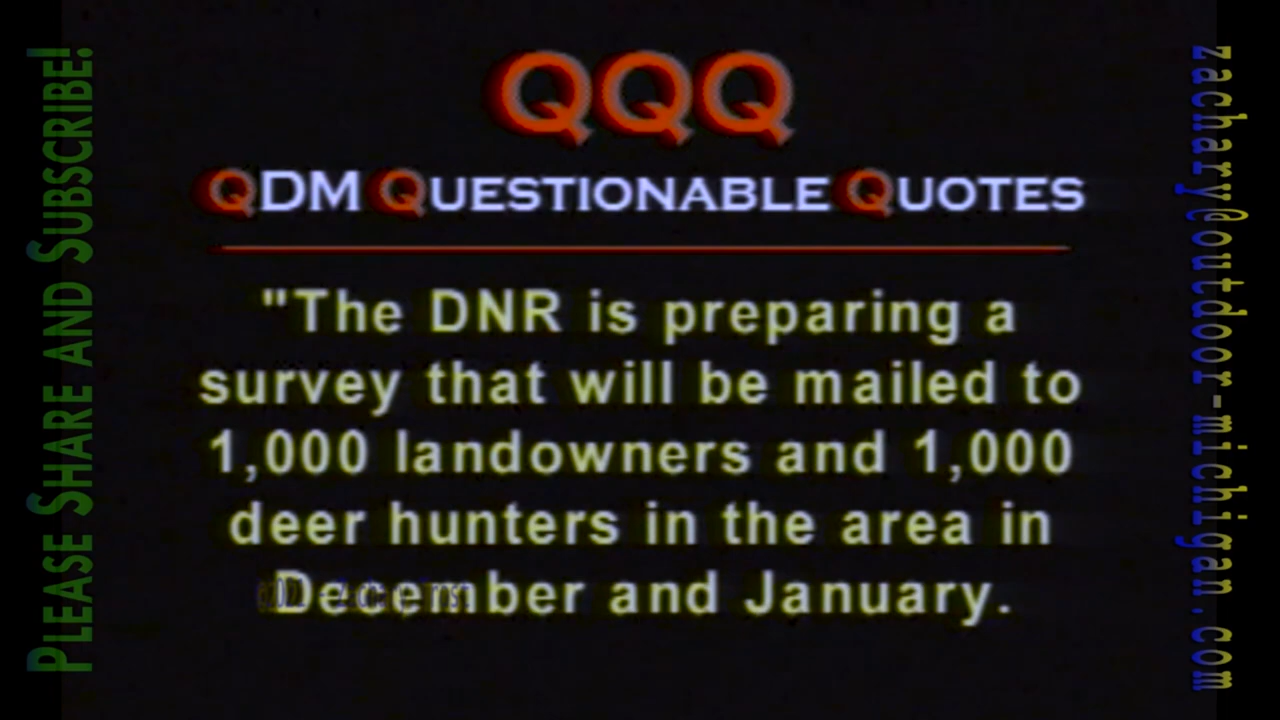 QQQ
QDM QUESTIONABLE QUOTES
"The DNR is preparing a
survey that will be mailed to
1,000 landowners and 1,000
deer hunters in the area in
December and January.
PLEASE SHARE AND SUBSCRIBE!
zachary@outdoor-michigan.com